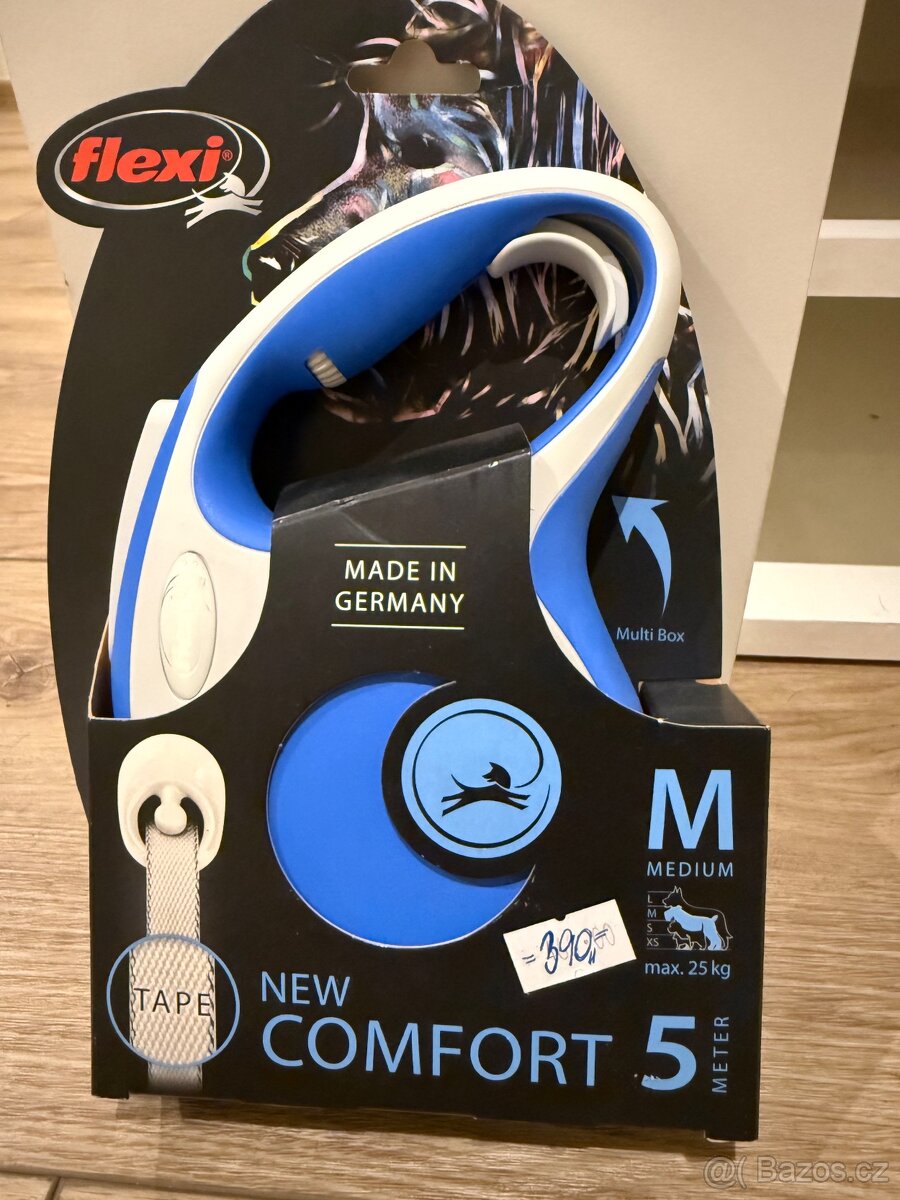 flexi®
MADE IN
GERMANY
Multi Box
M
MEDIUM
L
M
S
XS
max. 25 kg
=390,=
TAPE
NEW
COMFORT
5 METER
@( Bazos.cz